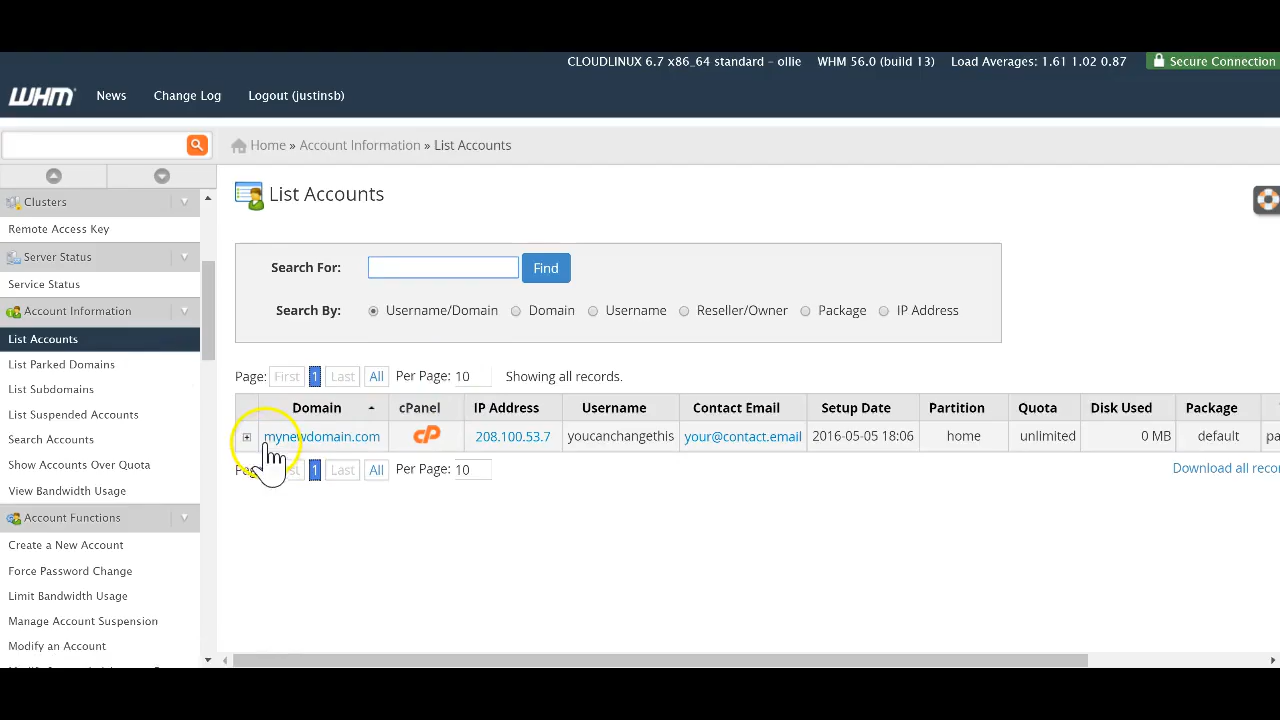 CLOUDLINUX 6.7 x86_64 standard – ollie WHM 56.0 (build 13) Load Averages: 1.61 1.02 0.87 Secure Connection
WHM News Change Log Logout (justinsb)
Home » Account Information » List Accounts
Clusters
Remote Access Key
Server Status
Service Status
Account Information
List Accounts
List Parked Domains
List Subdomains
List Suspended Accounts
Search Accounts
Show Accounts Over Quota
View Bandwidth Usage
Account Functions
Create a New Account
Force Password Change
Limit Bandwidth Usage
Manage Account Suspension
Modify an Account
List Accounts
Search For: Find
Search By: Username/Domain Domain Username Reseller/Owner Package IP Address
Page: First 1 Last All Per Page: 10 Showing all records.
Domain cPanel IP Address Username Contact Email Setup Date Partition Quota Disk Used Package
mynewdomain.com cP 208.100.53.7 youcanchangethis your@contact.email 2016-05-05 18:06 home unlimited 0 MB default pa
1 Last All Per Page: 10 Download all recor